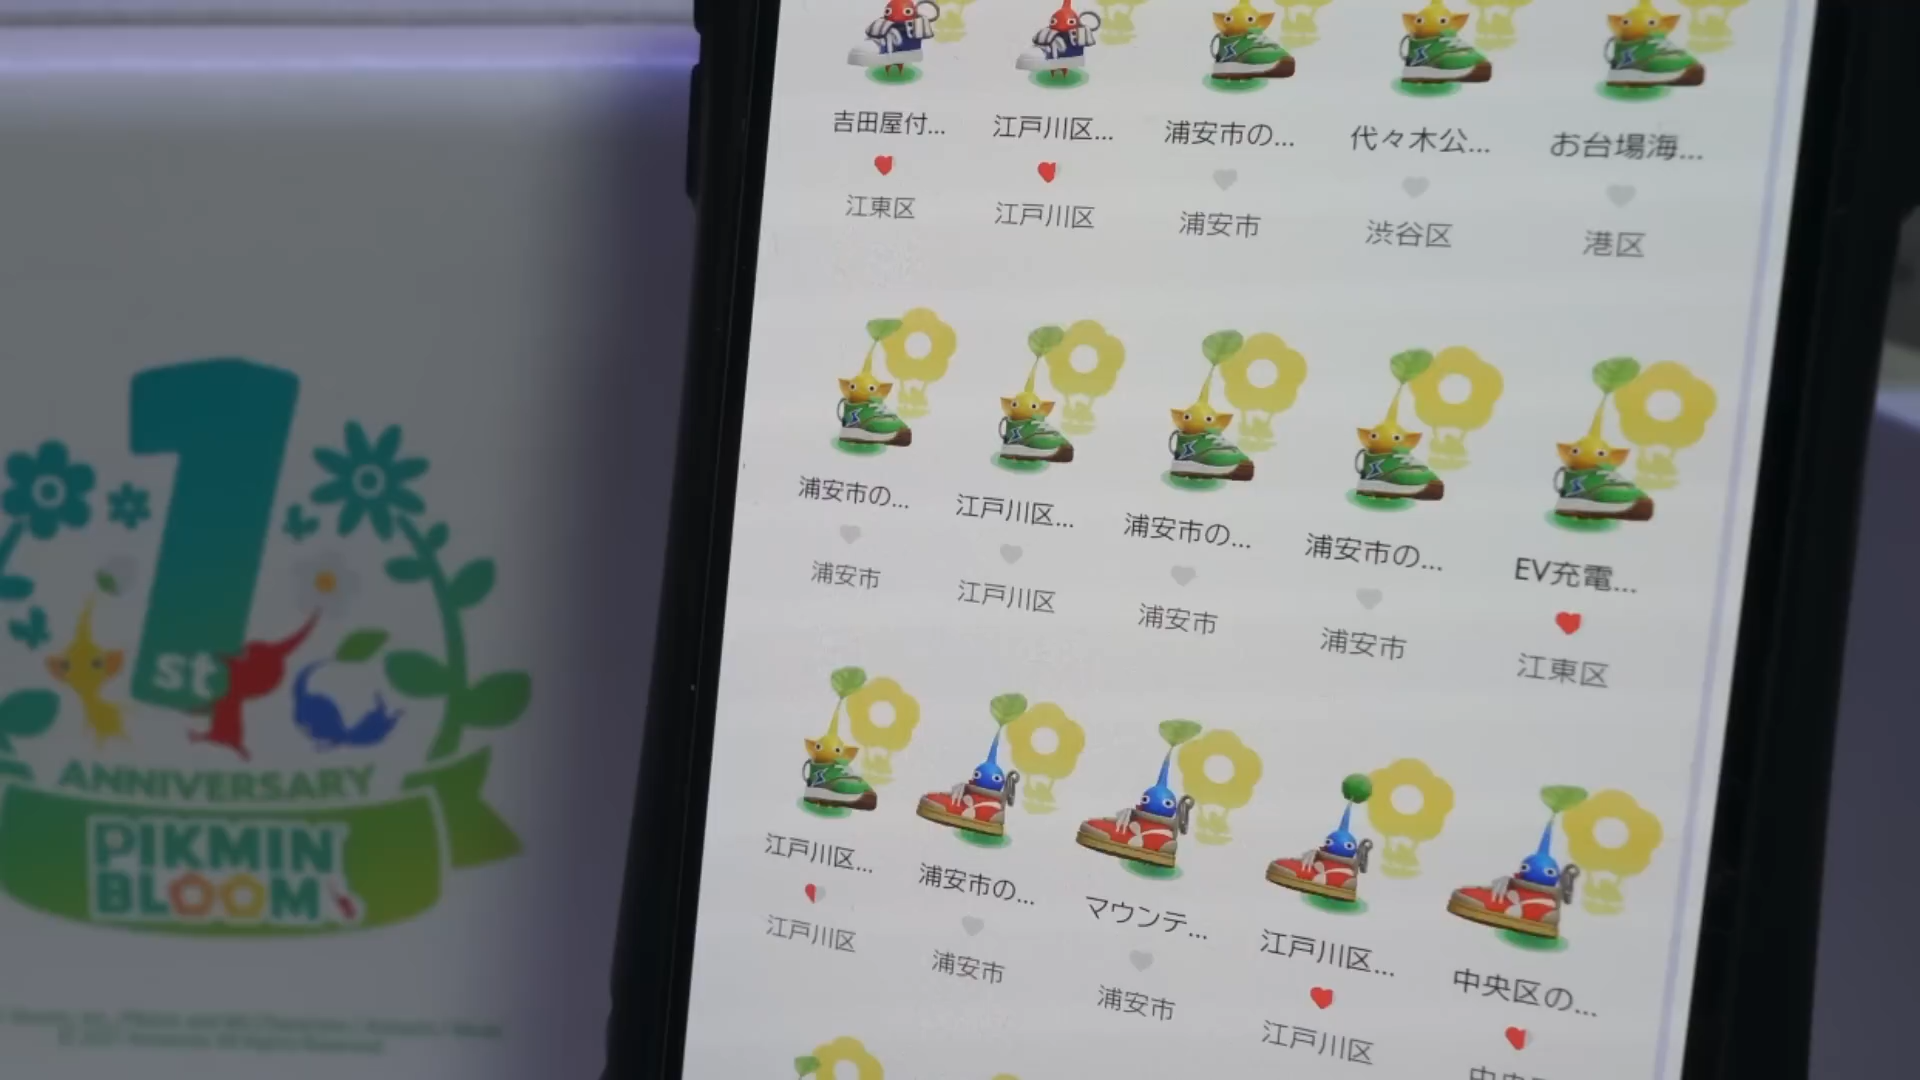 1st
ANNIVERSARY
PIKMIN
BLOOM
吉田屋付... 江戸川区... 浦安市の... 代々木公... お台場海...
江東区 江戸川区 浦安市 渋谷区 港区
浦安市の... 江戸川区... 浦安市の... 浦安市の... EV充電...
浦安市 江戸川区 浦安市 浦安市 江東区
江戸川区... 浦安市の... マウンテ... 江戸川区... 中央区の...
江戸川区 浦安市 浦安市 江戸川区